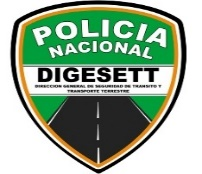 POLICIA
NACIONAL
DIGESETT
DIRECCION GENERAL DE SEGURIDAD DE TRANSITO Y
TRANSPORTE TERRESTRE